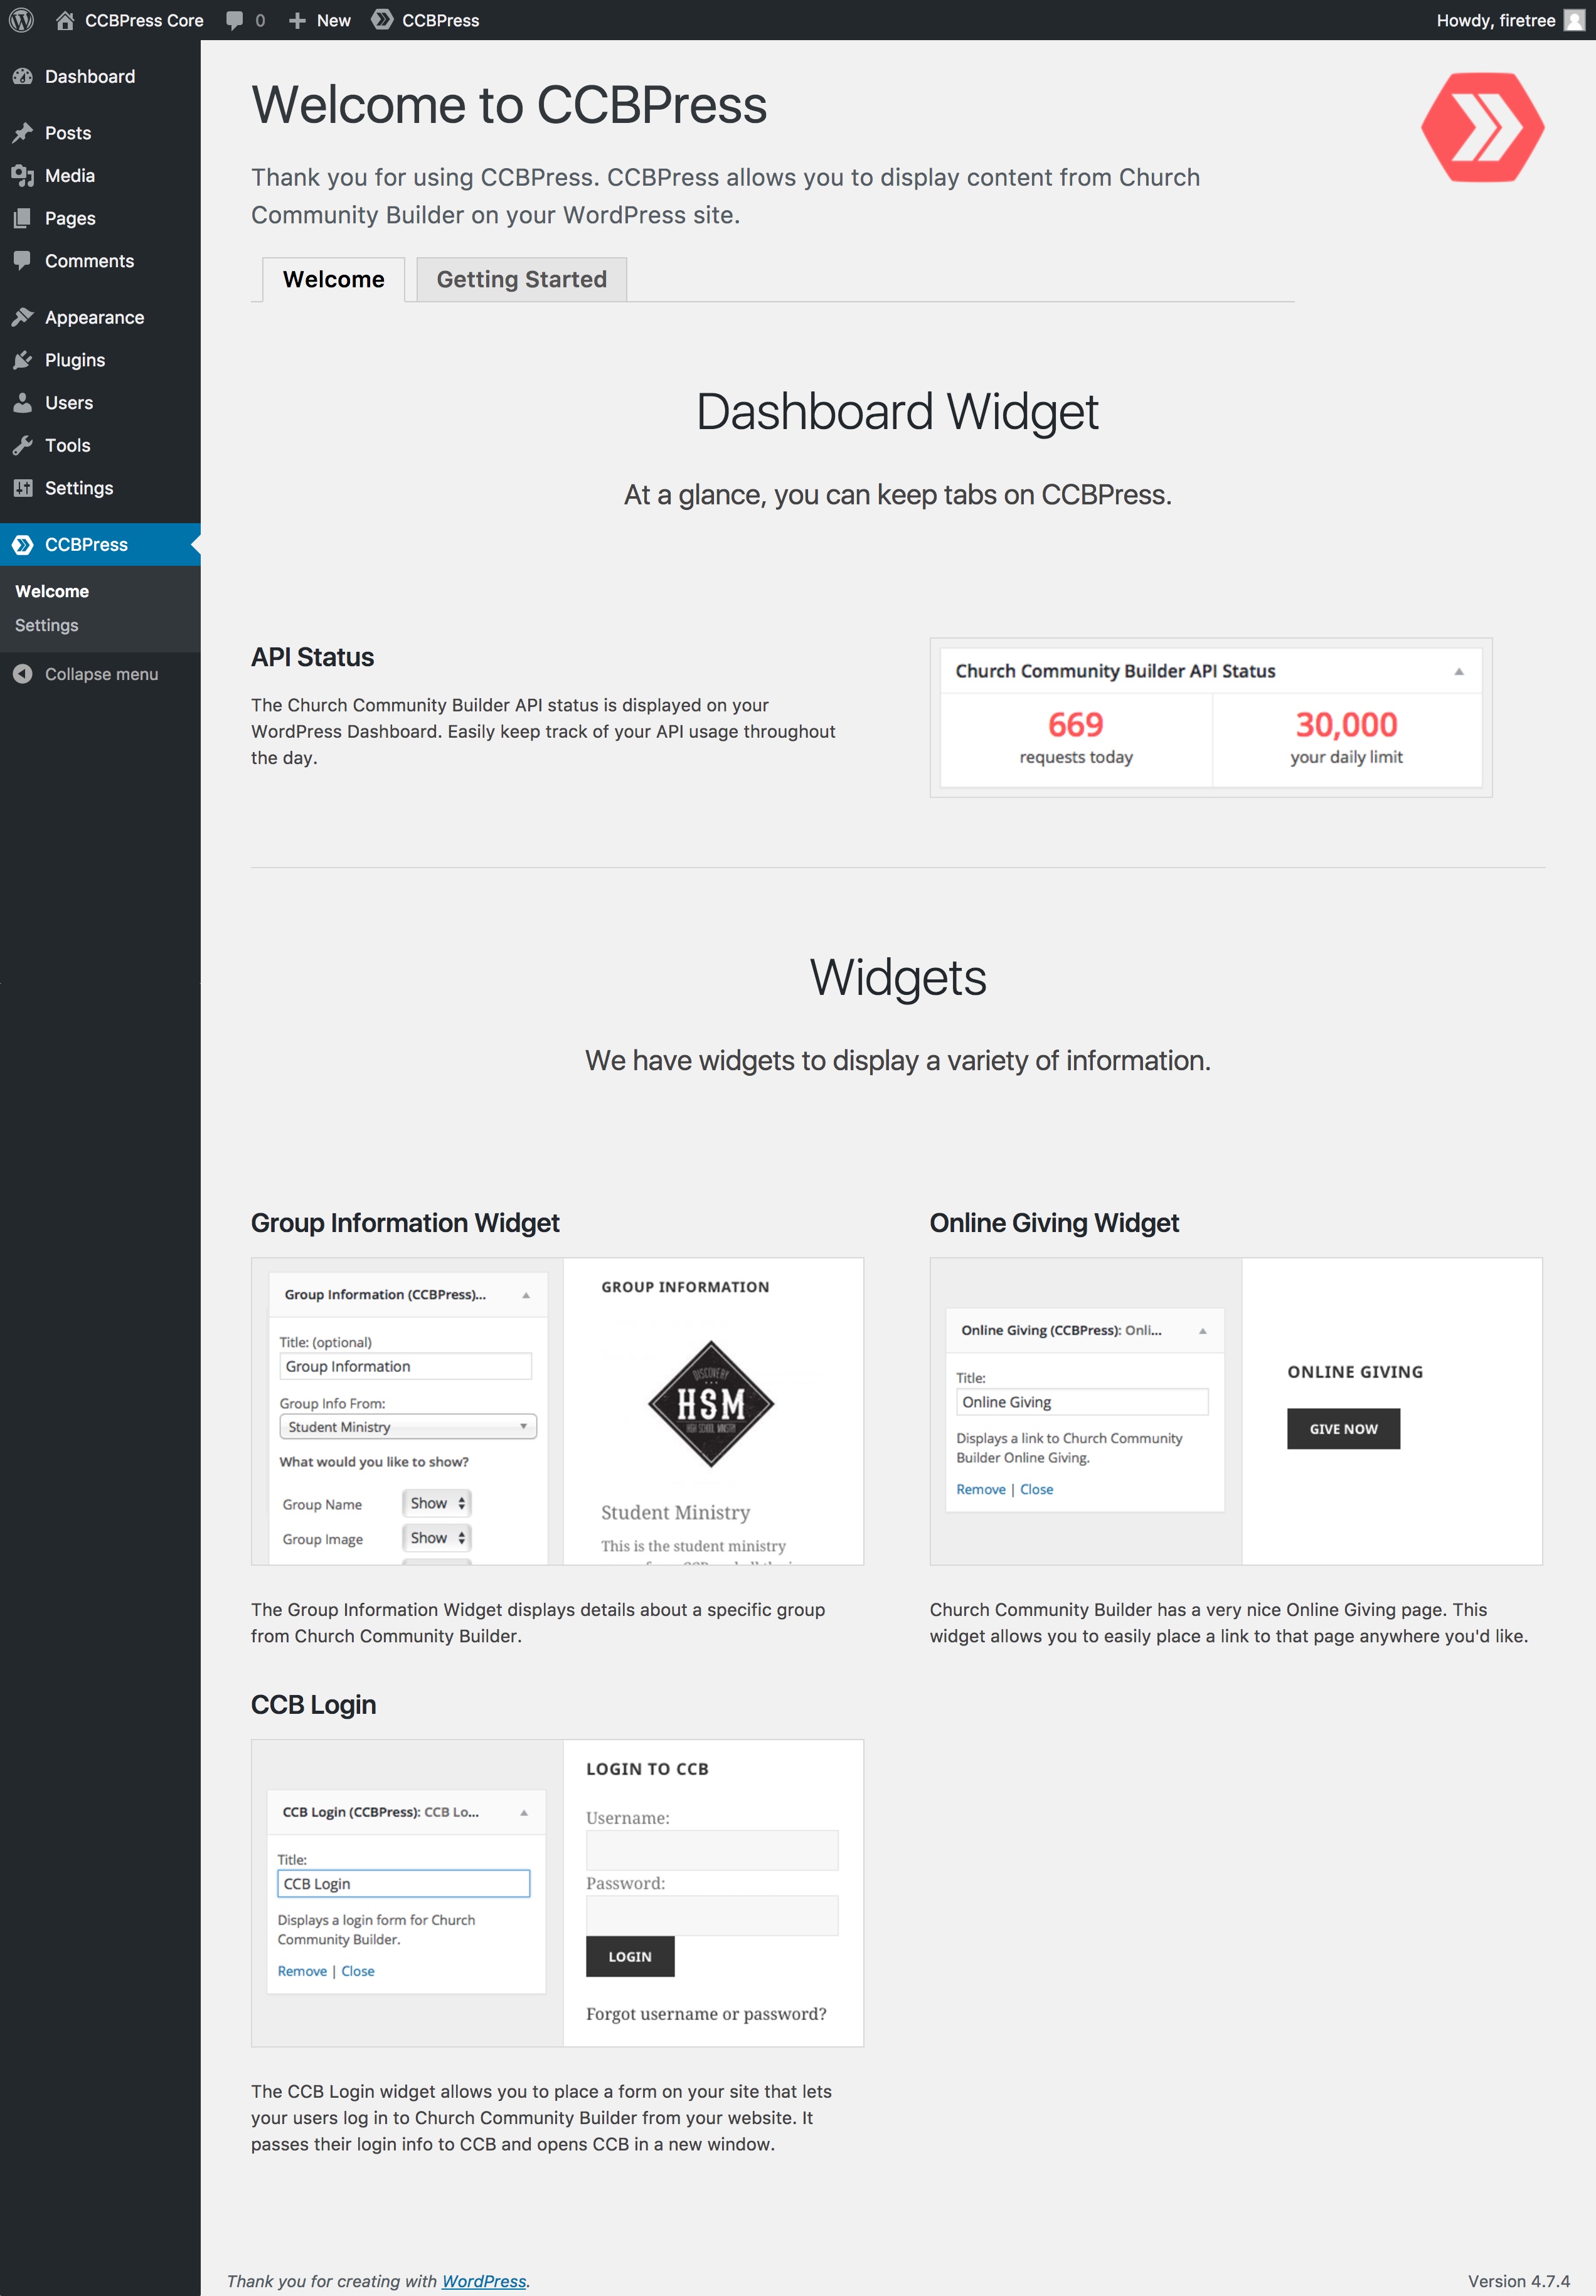 CCBPress Core
0
New
CCBPress
Howdy, firetree
Dashboard
Posts
Media
Pages
Comments
Appearance
Plugins
Users
Tools
Settings
CCBPress
Welcome
Settings
Collapse menu
Welcome to CCBPress
Thank you for using CCBPress. CCBPress allows you to display content from Church
Community Builder on your WordPress site.
Welcome
Getting Started
Dashboard Widget
At a glance, you can keep tabs on CCBPress.
API Status
The Church Community Builder API status is displayed on your
WordPress Dashboard. Easily keep track of your API usage throughout
the day.
Church Community Builder API Status
669
requests today
30,000
your daily limit
Widgets
We have widgets to display a variety of information.
Group Information Widget
Group Information (CCBPress)...
Title: (optional)
Group Information
Group Info From:
Student Ministry
What would you like to show?
Group Name
Show
Group Image
Show
GROUP INFORMATION
DISCOVERY
HSM
HIGH SCHOOL MINISTRY
Student Ministry
This is the student ministry
The Group Information Widget displays details about a specific group
from Church Community Builder.
Online Giving Widget
Online Giving (CCBPress): Onli...
Title:
Online Giving
Displays a link to Church Community
Builder Online Giving.
Remove | Close
ONLINE GIVING
GIVE NOW
Church Community Builder has a very nice Online Giving page. This
widget allows you to easily place a link to that page anywhere you'd like.
CCB Login
CCB Login (CCBPress): CCB Lo...
Title:
CCB Login
Displays a login form for Church
Community Builder.
Remove | Close
LOGIN TO CCB
Username:
Password:
LOGIN
Forgot username or password?
The CCB Login widget allows you to place a form on your site that lets
your users log in to Church Community Builder from your website. It
passes their login info to CCB and opens CCB in a new window.
Thank you for creating with WordPress.
Version 4.7.4